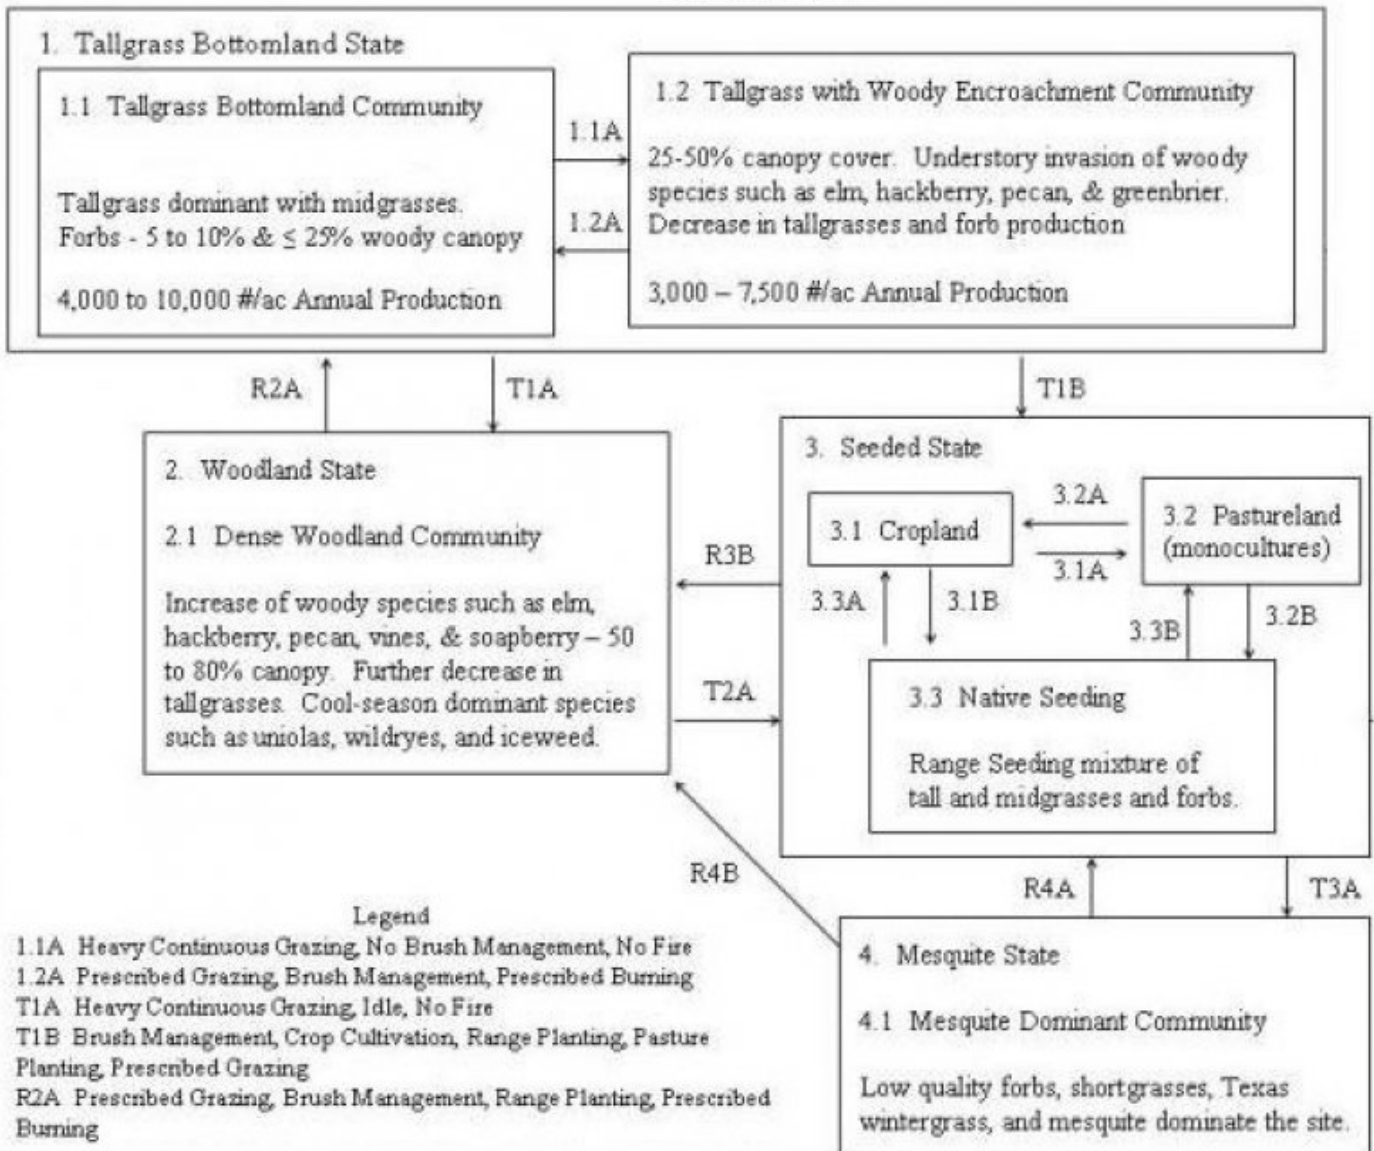 1. Tallgrass Bottomland State
1.1 Tallgrass Bottomland Community
Tallgrass dominant with midgrasses.
Forbs - 5 to 10% & ≤ 25% woody canopy
4,000 to 10,000 #/ac Annual Production
1.1A
1.2A
1.2 Tallgrass with Woody Encroachment Community
25-50% canopy cover. Understory invasion of woody
species such as elm, hackberry, pecan, & greenbrier.
Decrease in tallgrasses and forb production
3,000 – 7,500 #/ac Annual Production
R2A
T1A
T1B
2. Woodland State
2.1 Dense Woodland Community
Increase of woody species such as elm,
hackberry, pecan, vines, & soapberry – 50
to 80% canopy. Further decrease in
tallgrasses. Cool-season dominant species
such as uniolas, wildryes, and iceweed.
R3B
T2A
3. Seeded State
3.1 Cropland
3.2A
3.1A
3.2 Pastureland
(monocultures)
3.3A
3.1B
3.3B
3.2B
3.3 Native Seeding
Range Seeding mixture of
tall and midgrasses and forbs.
R4B
R4A
T3A
4. Mesquite State
4.1 Mesquite Dominant Community
Low quality forbs, shortgrasses, Texas
wintergrass, and mesquite dominate the site.
Legend
1.1A Heavy Continuous Grazing, No Brush Management, No Fire
1.2A Prescribed Grazing, Brush Management, Prescribed Burning
T1A Heavy Continuous Grazing, Idle, No Fire
T1B Brush Management, Crop Cultivation, Range Planting, Pasture
Planting, Prescribed Grazing
R2A Prescribed Grazing, Brush Management, Range Planting, Prescribed
Burning